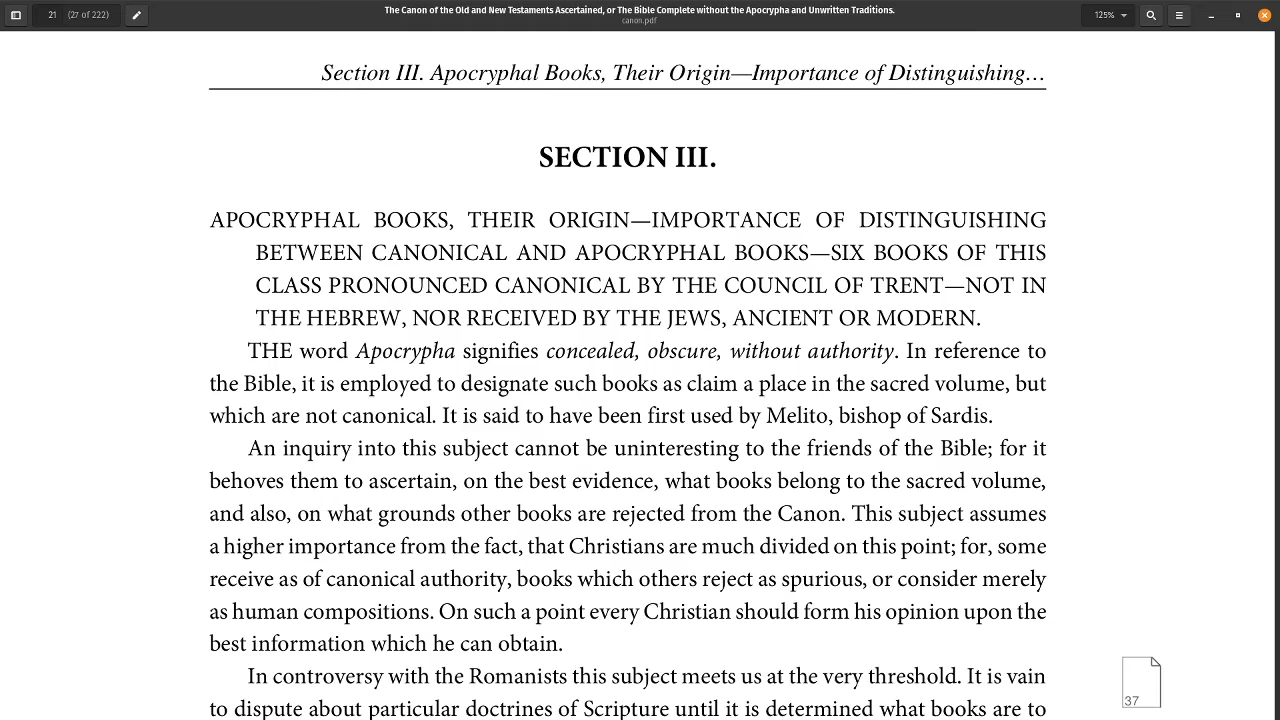 21
(27 of 222)
The Canon of the Old and New Testaments Ascertained, or The Bible Complete without the Apocrypha and Unwritten Traditions.
canon.pdf
125%
Section III. Apocryphal Books, Their Origin—Importance of Distinguishing…
SECTION III.
APOCRYPHAL BOOKS, THEIR ORIGIN—IMPORTANCE OF DISTINGUISHING
BETWEEN CANONICAL AND APOCRYPHAL BOOKS—SIX BOOKS OF THIS
CLASS PRONOUNCED CANONICAL BY THE COUNCIL OF TRENT—NOT IN
THE HEBREW, NOR RECEIVED BY THE JEWS, ANCIENT OR MODERN.
THE word Apocrypha signifies concealed, obscure, without authority. In reference to
the Bible, it is employed to designate such books as claim a place in the sacred volume, but
which are not canonical. It is said to have been first used by Melito, bishop of Sardis.
An inquiry into this subject cannot be uninteresting to the friends of the Bible; for it
behoves them to ascertain, on the best evidence, what books belong to the sacred volume,
and also, on what grounds other books are rejected from the Canon. This subject assumes
a higher importance from the fact, that Christians are much divided on this point; for, some
receive as of canonical authority, books which others reject as spurious, or consider merely
as human compositions. On such a point every Christian should form his opinion upon the
best information which he can obtain.
In controversy with the Romanists this subject meets us at the very threshold. It is vain
to dispute about particular doctrines of Scripture until it is determined what books are to
37